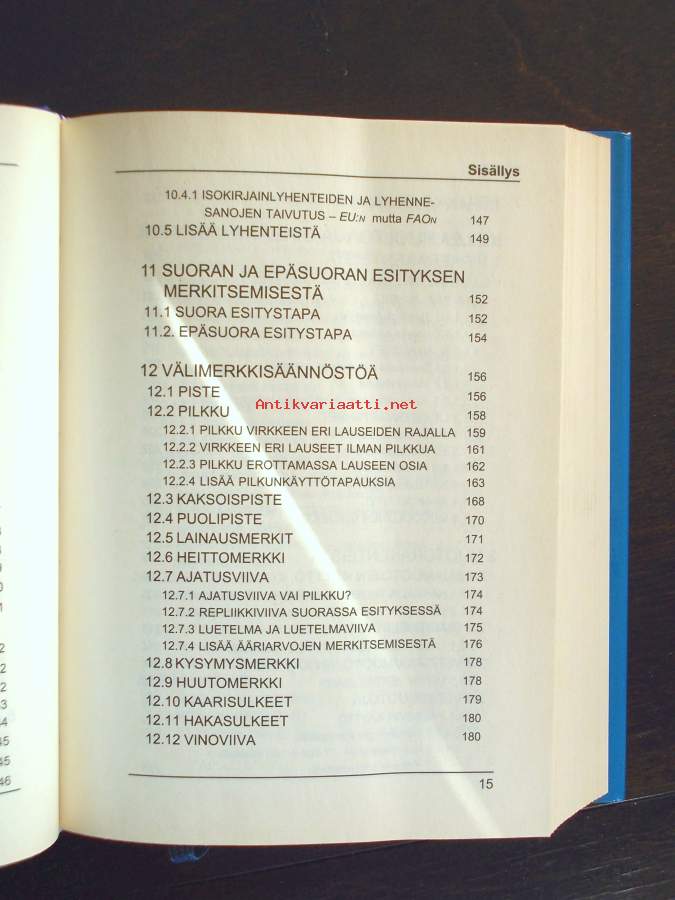 Sisällys
10.4.1 ISOKIRJAINLYHENTEIDEN JA LYHENNE-
SANOJEN TAIVUTUS – EU:N mutta FAON 147
10.5 LISÄÄ LYHENTEISTÄ 149
11 SUORAN JA EPÄSUORAN ESITYKSEN
MERKITSEMISESTÄ 152
11.1 SUORA ESITYSTAPA 152
11.2. EPÄSUORA ESITYSTAPA 154
12 VÄLIMERKKISÄÄNNÖSTÖÄ 156
12.1 PISTE 156
Antikvariaatti.net
12.2 PILKKU 158
12.2.1 PILKKU VIRKKEEN ERI LAUSEIDEN RAJALLA 159
12.2.2 VIRKKEEN ERI LAUSEET ILMAN PILKKUA 161
12.2.3 PILKKU EROTTAMASSA LAUSEEN OSIA 162
12.2.4 LISÄÄ PILKUNKÄYTTÖTAPAUKSIA 163
12.3 KAKSOISPISTE 168
12.4 PUOLIPISTE 170
12.5 LAINAUSMERKIT 171
12.6 HEITTOMERKKI 172
12.7 AJATUSVIIVA 173
12.7.1 AJATUSVIIVA VAI PILKKU? 174
12.7.2 REPLIIKKIVIIVA SUORASSA ESITYKSESSÄ 174
12.7.3 LUETELMA JA LUETELMAVIIVA 175
12.7.4 LISÄÄ ÄÄRIARVOJEN MERKITSEMISESTÄ 176
12.8 KYSYMYSMERKKI 178
12.9 HUUTOMERKKI 178
12.10 KAARISULKEET 179
12.11 HAKASULKEET 180
12.12 VINOVIIVA 180
15